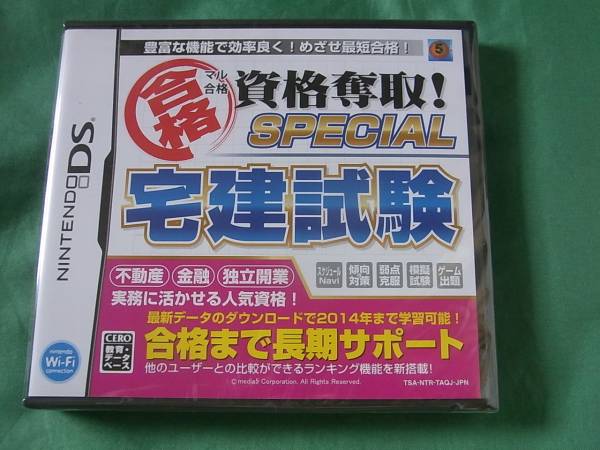 豊富な機能で効率良く!めざせ最短合格!
5
合格
マル
合格
資格奪取!
SPECIAL
宅建試験
NINTENDO DS
不動産 金融 独立開業
スケジュール
Navi
傾向
対策
弱点
克服
模擬
試験
ゲーム
出題
実務に活かせる人気資格!
最新データのダウンロードで2014年まで学習可能!
合格まで長期サポート
他のユーザーとの比較ができるランキング機能を新搭載!
CERO
教育・
データ
ベース
Nintendo
Wi-Fi
CONNECTION
©media5 Corporation. All Rights Reserved.
TSA-NTR-TAQJ-JPN